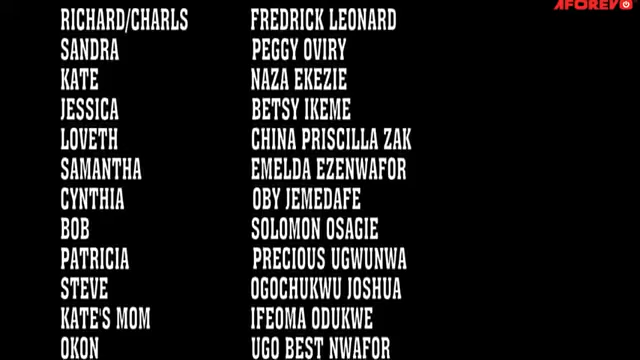 AFOREVO
RICHARD/CHARLS FREDRICK LEONARD
SANDRA PEGGY OVIRY
KATE NAZA EKEZIE
JESSICA BETSY IKEME
LOVETH CHINA PRISCILLA ZAK
SAMANTHA EMELDA EZENWAFOR
CYNTHIA OBY JEMEDAFE
BOB SOLOMON OSAGIE
PATRICIA PRECIOUS UGWUNWA
STEVE OGOCHUKWU JOSHUA
KATE'S MOM IFEOMA ODUKWE
OKON UGO BEST NWAFOR